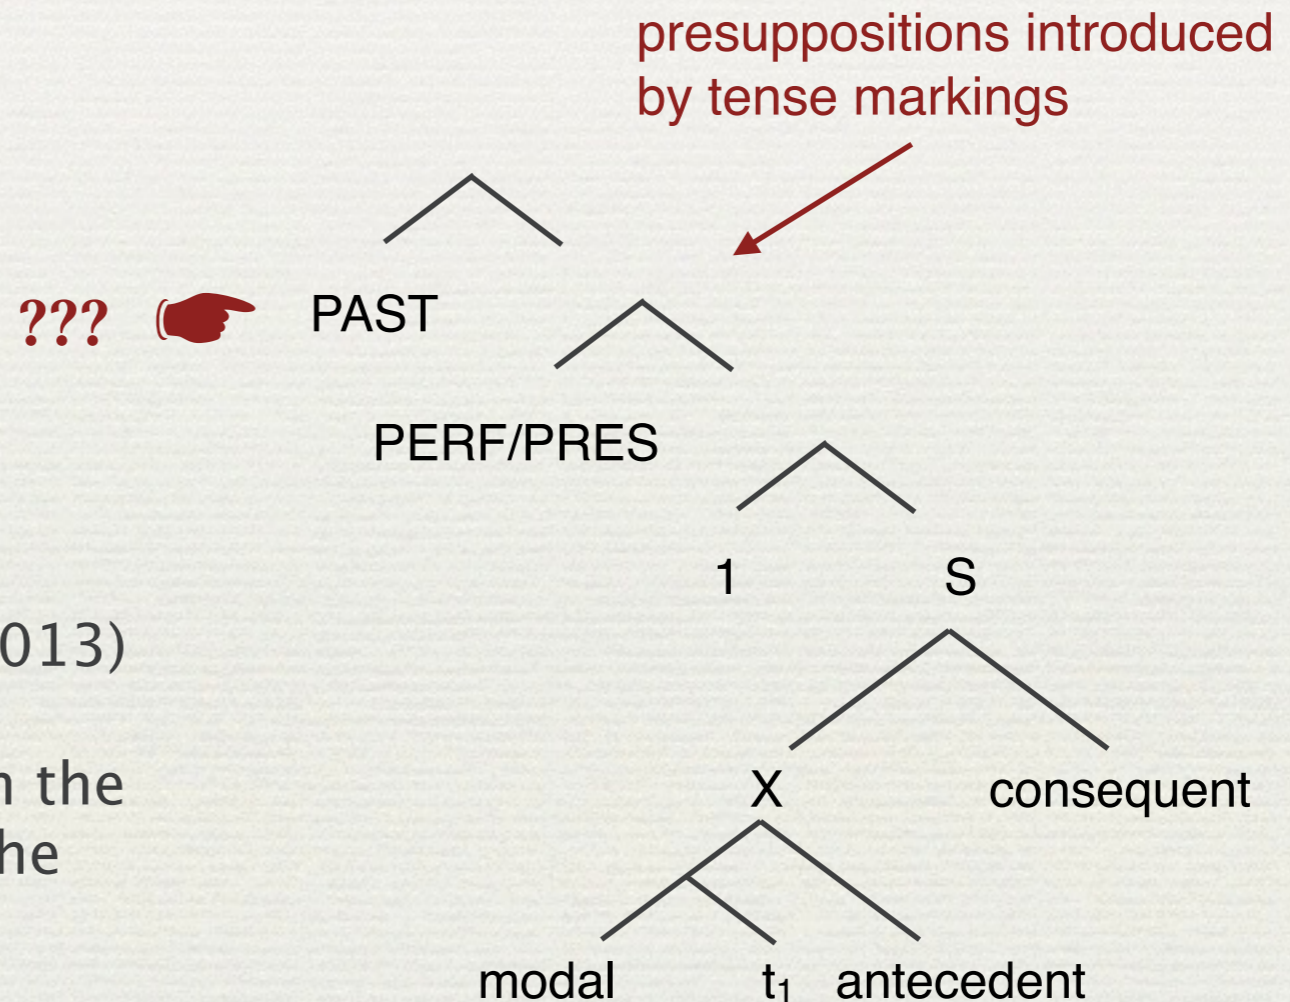 presuppositions introduced
by tense markings
??? PAST
PERF/PRES
1 S
013)
the
X consequent
he
modal t₁ antecedent